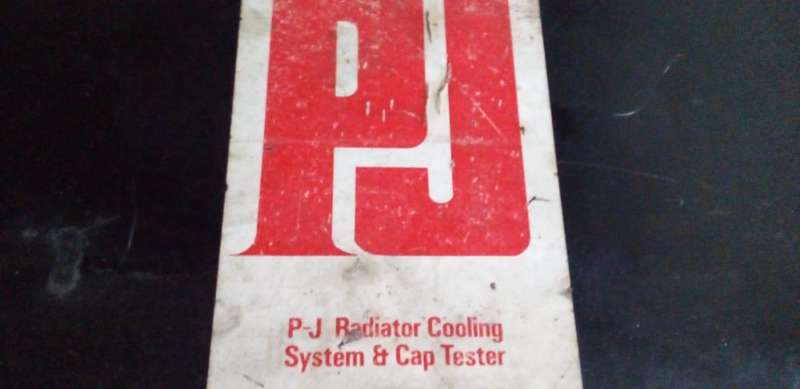 PJ
P-J Radiator Cooling
System & Cap Tester